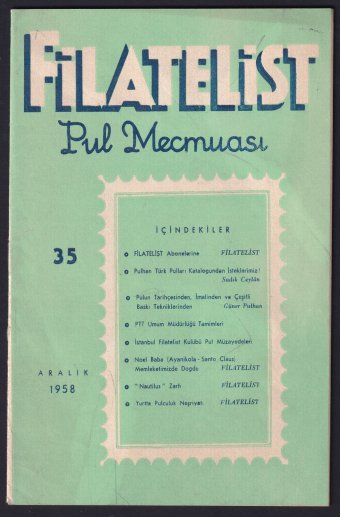 FİLATELİST
Pul Mecmuası
İÇİNDEKİLER
35
FİLATELİST Abonelerine FİLATELİST
Pulhan Türk Pulları Katalogundan İsteklerimiz!
Sadık Ceylân
Pulun Tarihçesinden, İmalinden ve Çeşitli
Baskı Tekniklerinden Güner Pulhan
PTT Umum Müdürlüğü Tamimleri
İstanbul Filatelist Kulübü Pul Müzayedeleri
Noel Baba (Ayanikola - Santa Claus)
Memleketimizde Doğdu FİLATELİST
"Nautilus" Zarfı FİLATELİST
Yurtta Pulculuk Neşriyatı FİLATELİST
ARALIK
1958